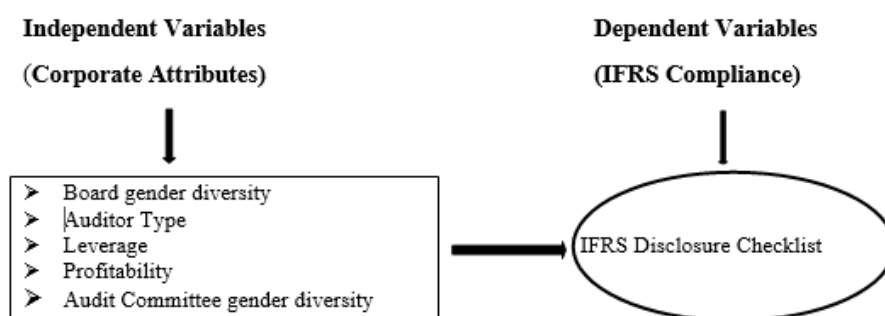 Independent Variables
(Corporate Attributes)
Dependent Variables
(IFRS Compliance)
Board gender diversity
Auditor Type
Leverage
Profitability
Audit Committee gender diversity
IFRS Disclosure Checklist